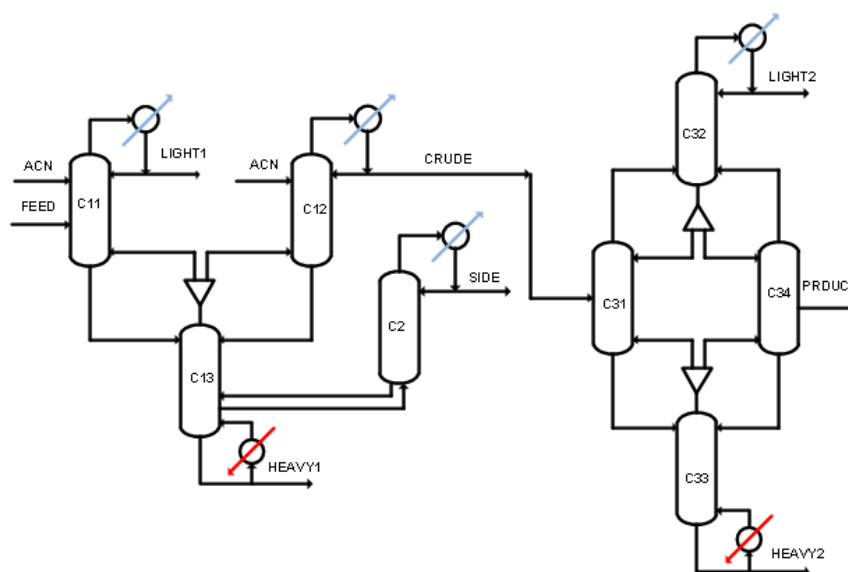 ACN
FEED
C11
LIGHT1
ACN
C12
CRUDE
C13
C2
SIDE
HEAVY1
C31
C32
LIGHT2
C34
PRDUC
C33
HEAVY2